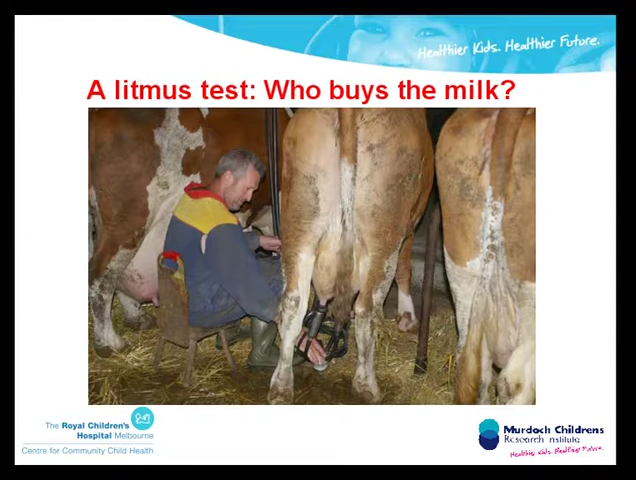 Healthier Kids. Healthier Future.
A litmus test: Who buys the milk?
The Royal Children's
Hospital Melbourne
Centre for Community Child Health
Murdoch Childrens
Research Institute
Healthier Kids. Healthier Future.